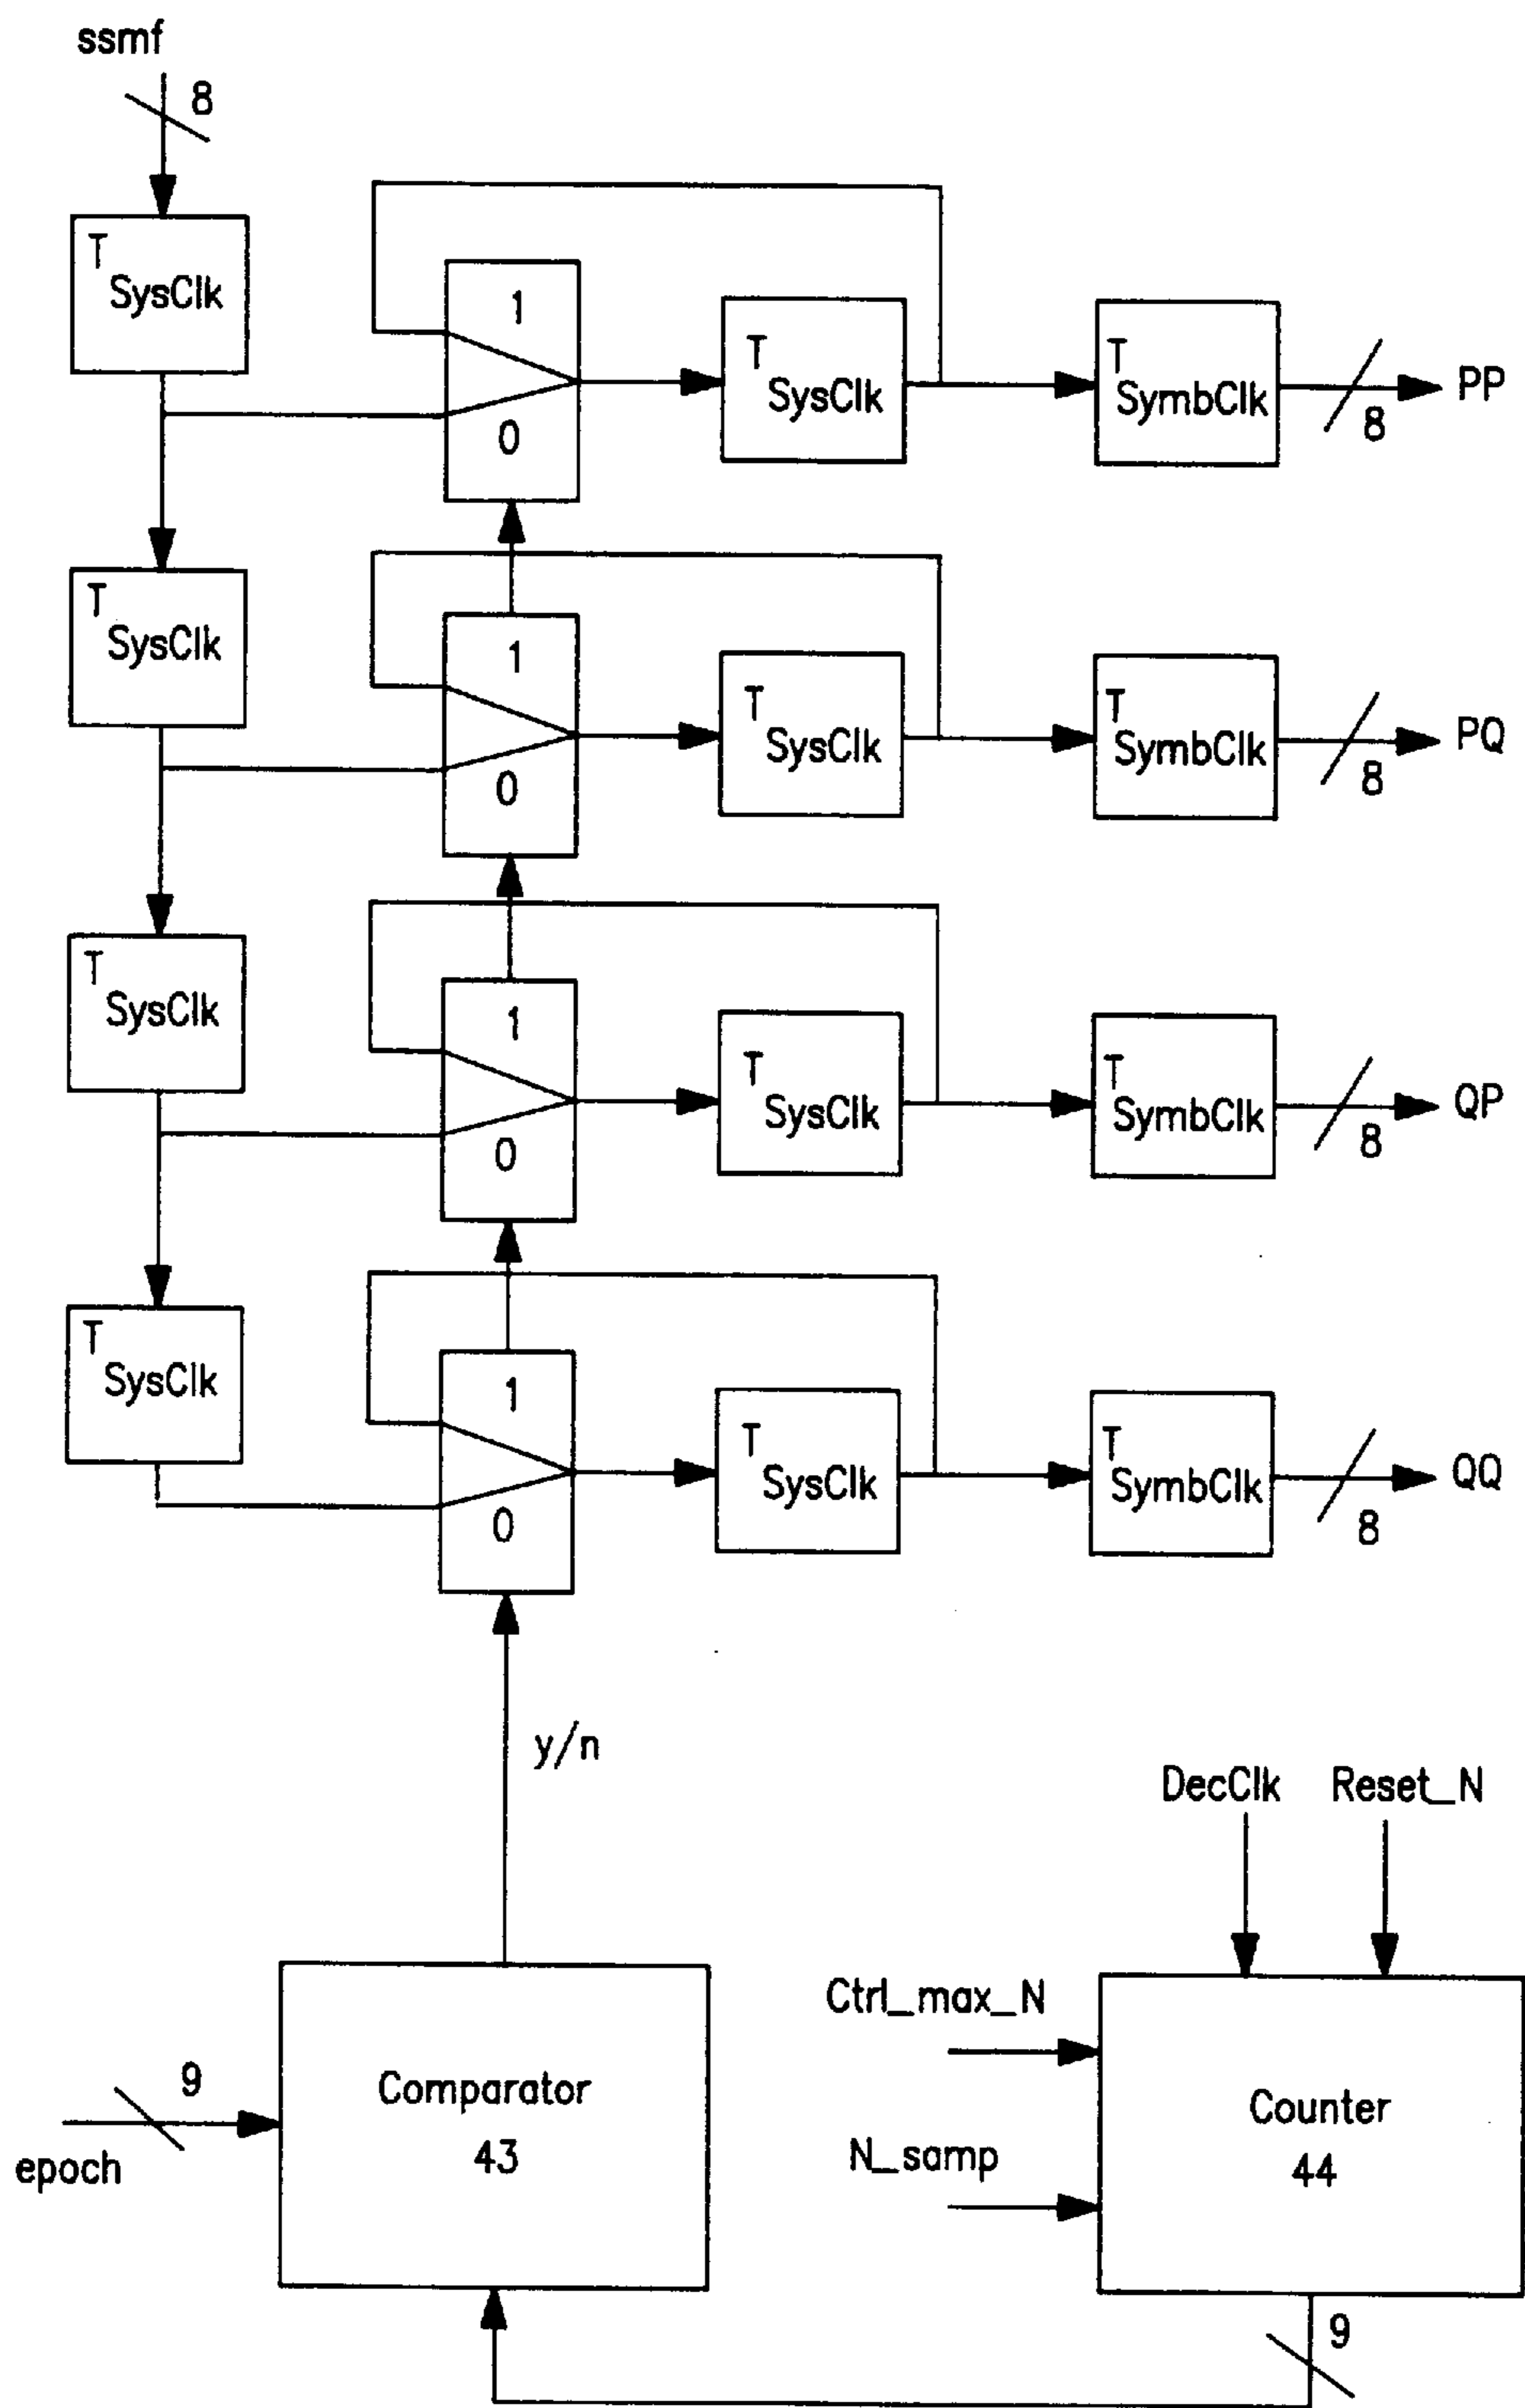 ssmf
8
T
SysClk
1
0
T
SysClk
T
SymbClk
8
PP
T
SysClk
1
0
T
SysClk
T
SymbClk
8
PQ
T
SysClk
1
0
T
SysClk
T
SymbClk
8
QP
T
SysClk
1
0
T
SysClk
T
SymbClk
8
QQ
y/n
DecClk
Reset_N
Ctrl_max_N
N_samp
9
epoch
Comparator
43
Counter
44
9